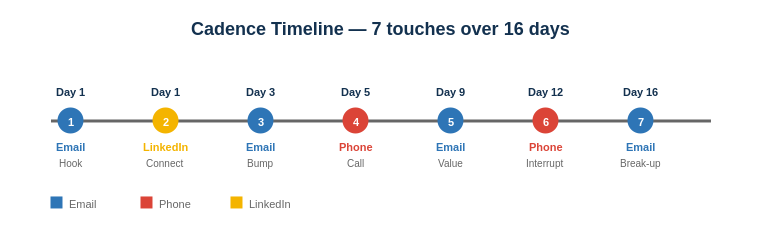 Cadence Timeline — 7 touches over 16 days
Day 1 Day 1 Day 3 Day 5 Day 9 Day 12 Day 16
1 2 3 4 5 6 7
Email LinkedIn Email Phone Email Phone Email
Hook Connect Bump Call Value Interrupt Break-up
Email Phone LinkedIn